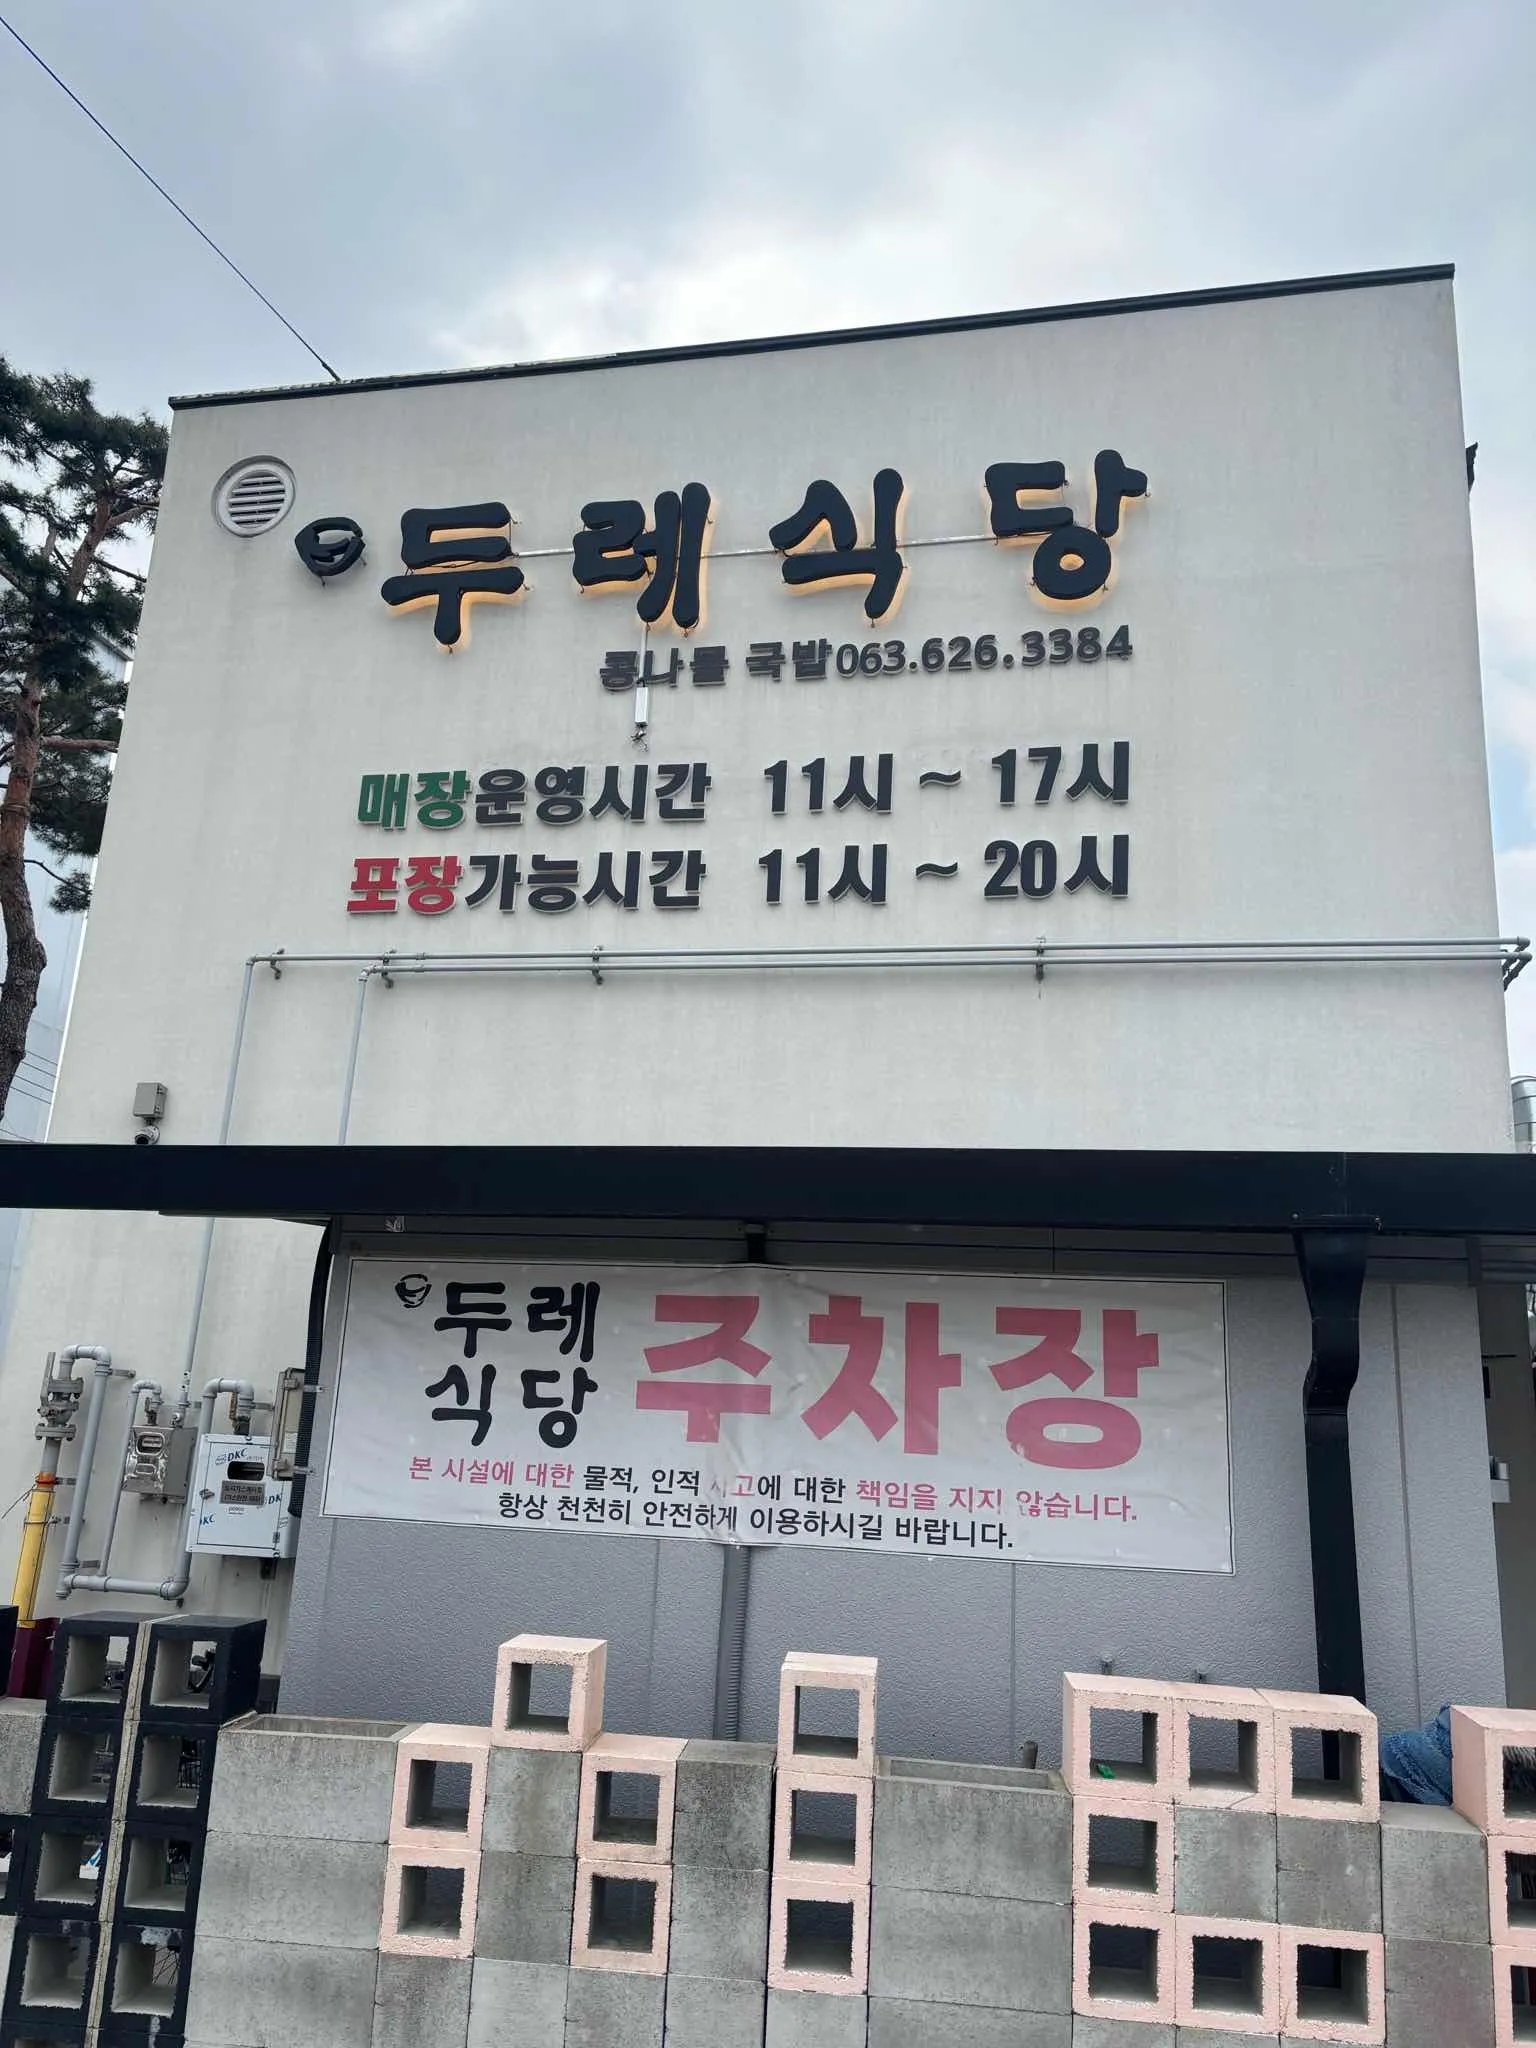 두레식당
콩나물 국밥 063.626.3384
매장운영시간 11시 ~ 17시
포장가능시간 11시 ~ 20시
두레
식당
주차장
본 시설에 대한 물적, 인적 사고에 대한 책임을 지지 않습니다.
항상 천천히 안전하게 이용하시길 바랍니다.
DKC
DKC